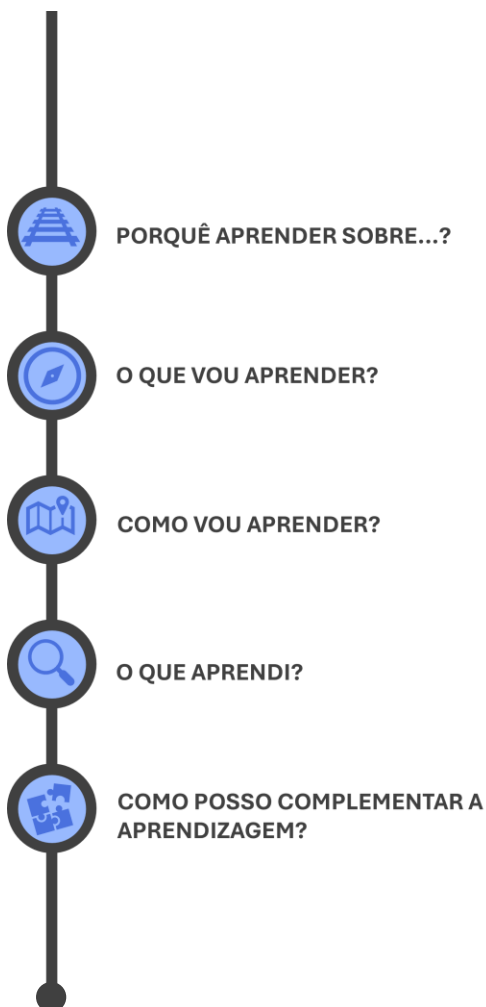 PORQUÊ APRENDER SOBRE...?
O QUE VOU APRENDER?
COMO VOU APRENDER?
O QUE APRENDI?
COMO POSSO COMPLEMENTAR A
APRENDIZAGEM?